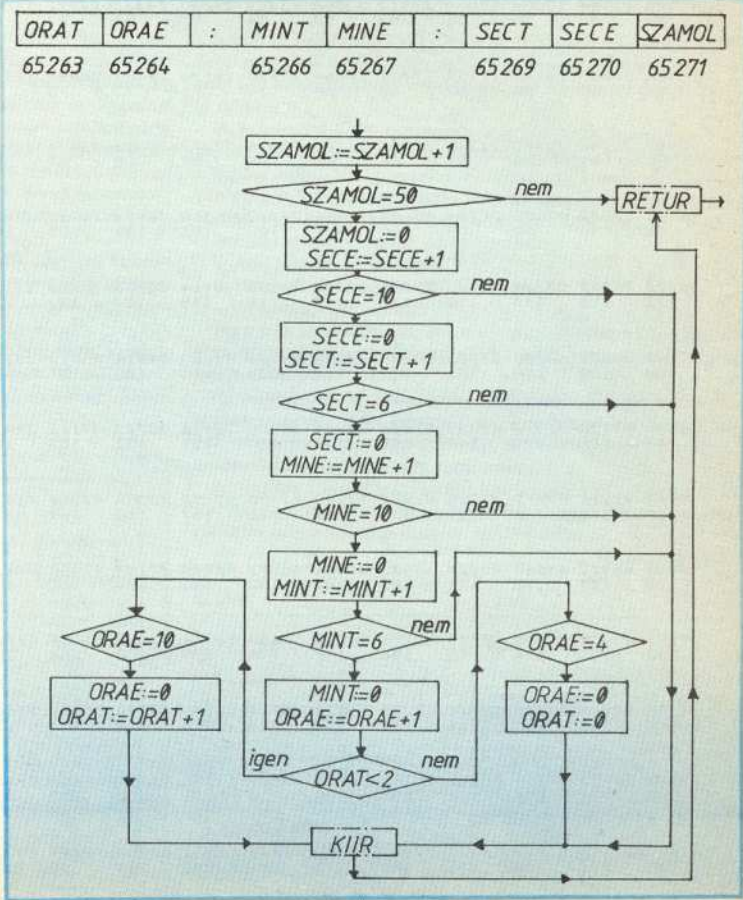 ORAT ORAE : MINT MINE : SECT SECE SZAMOL
65263 65264 65266 65267 65269 65270 65271
SZAMOL:=SZAMOL+1
SZAMOL=50 nem RETUR
SZAMOL:=0
SECE:=SECE+1
SECE=10 nem
SECE:=0
SECT:=SECT+1
SECT=6 nem
SECT:=0
MINE:=MINE+1
MINE=10 nem
MINE:=0
MINT:=MINT+1
ORAE=10 MINT=6 nem ORAE=4
ORAE:=0
ORAT:=ORAT+1
MINT:=0
ORAE:=ORAE+1
ORAE:=0
ORAT:=0
igen ORAT<2 nem
KIIR